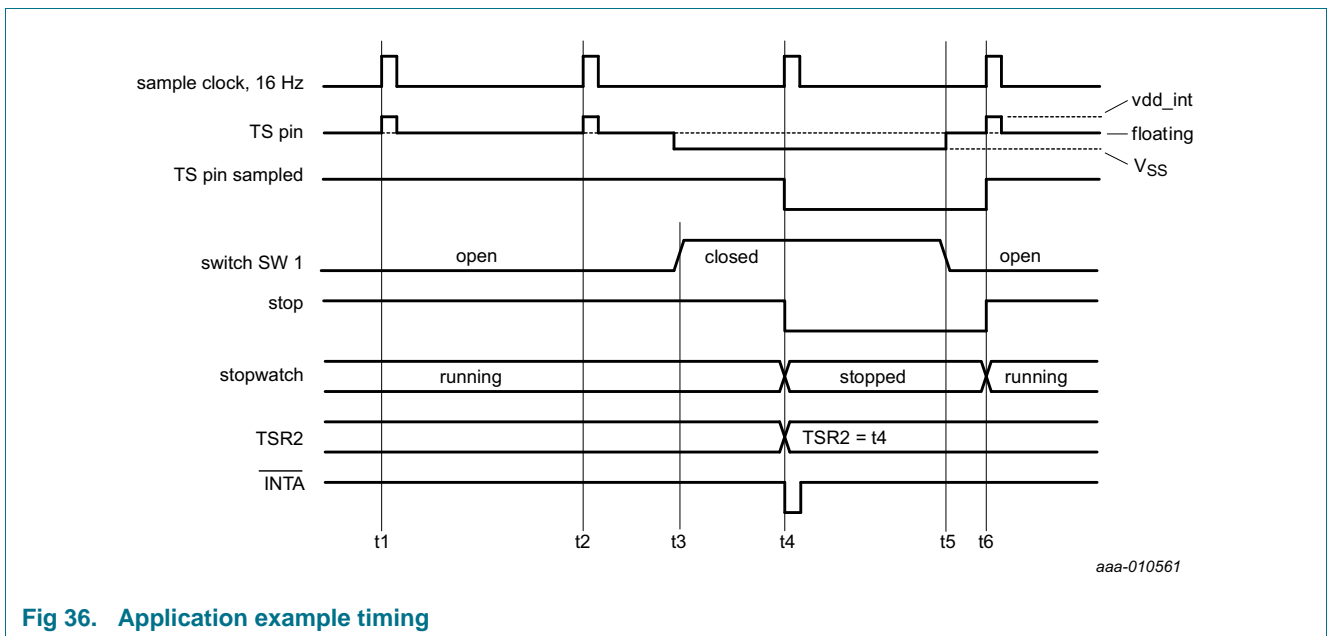 sample clock, 16 Hz
vdd_int
TS pin
floating
VSS
TS pin sampled
switch SW 1
open
closed
open
stop
stopwatch
running
stopped
running
TSR2
TSR2 = t4
INTA
t1
t2
t3
t4
t5
t6
aaa-010561
Fig 36. Application example timing